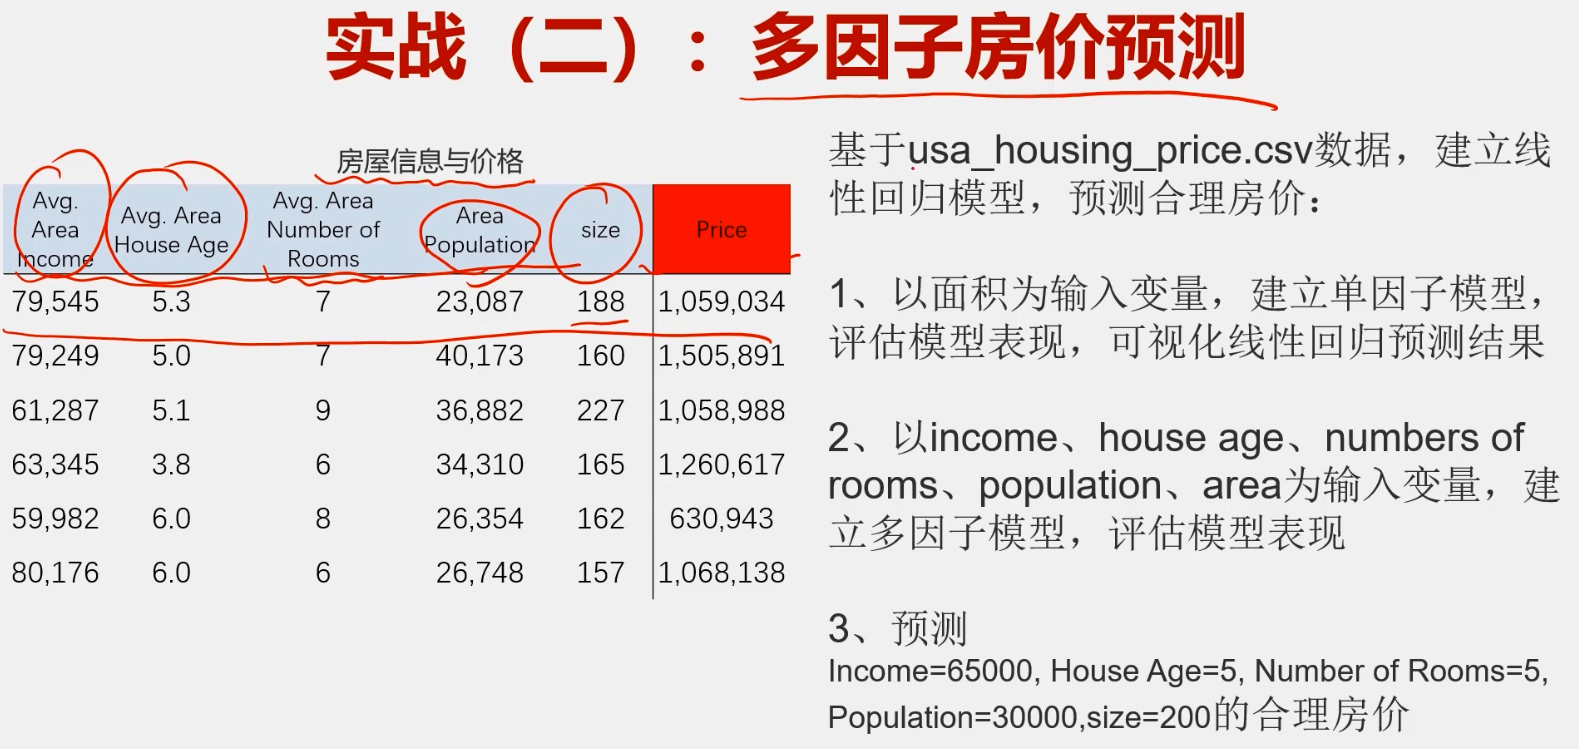 实战（二）：多因子房价预测
房屋信息与价格
Avg. Area Income Avg. Area House Age Avg. Area Number of Rooms Area Population size Price
79,545 5.3 7 23,087 188 1,059,034
79,249 5.0 7 40,173 160 1,505,891
61,287 5.1 9 36,882 227 1,058,988
63,345 3.8 6 34,310 165 1,260,617
59,982 6.0 8 26,354 162 630,943
80,176 6.0 6 26,748 157 1,068,138
基于usa_housing_price.csv数据，建立线
性回归模型，预测合理房价：
1、以面积为输入变量，建立单因子模型，
评估模型表现，可视化线性回归预测结果
2、以income、house age、numbers of
rooms、population、area为输入变量，建
立多因子模型，评估模型表现
3、预测
Income=65000, House Age=5, Number of Rooms=5,
Population=30000,size=200的合理房价